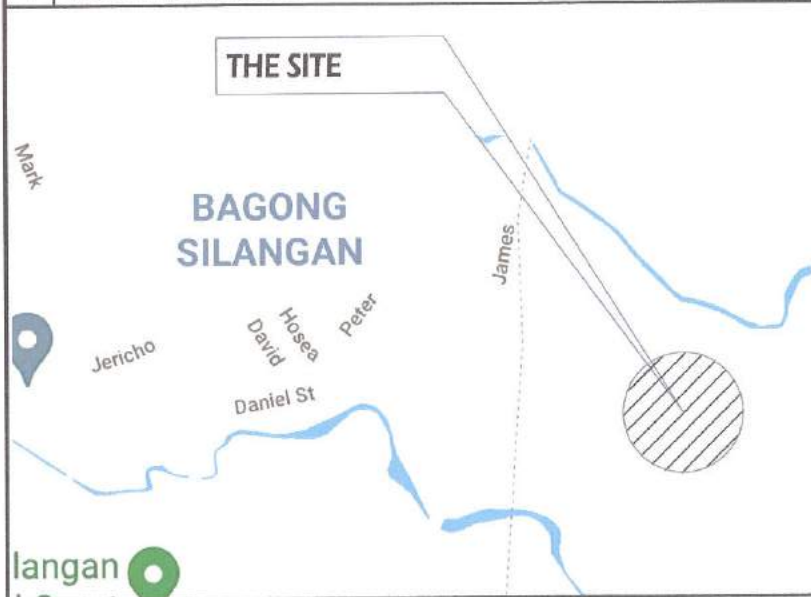 THE SITE
Mark
BAGONG
SILANGAN
James
Peter
Hosea
David
Jericho
Daniel St
langan